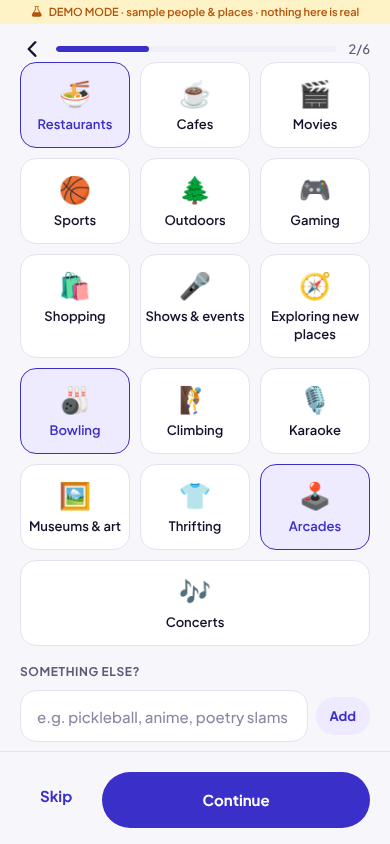 DEMO MODE · sample people & places · nothing here is real
2/6
Restaurants
Cafes
Movies
Sports
Outdoors
Gaming
Shopping
Shows & events
Exploring new
places
Bowling
Climbing
Karaoke
Museums & art
Thrifting
Arcades
Concerts
SOMETHING ELSE?
e.g. pickleball, anime, poetry slams
Add
Skip
Continue